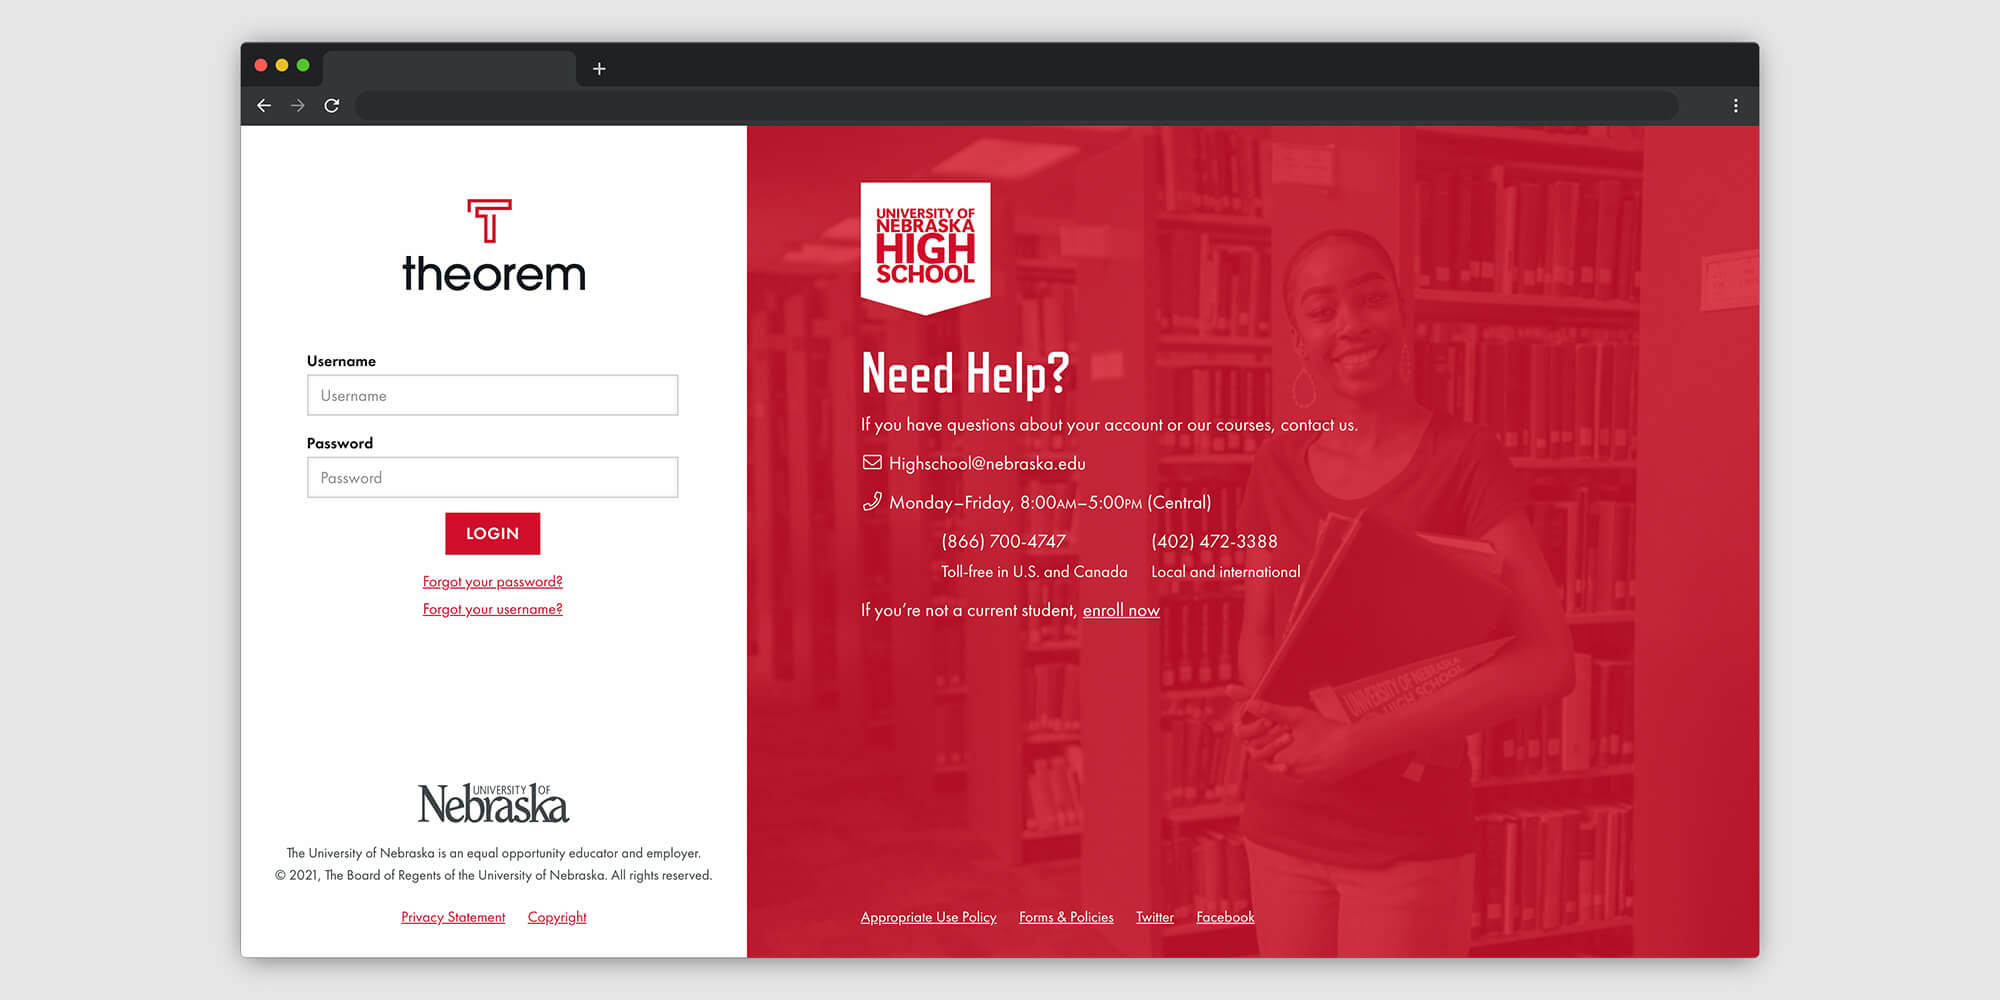 theorem
Username
Username
Password
Password
LOGIN
Forgot your password?
Forgot your username?
UNIVERSITY OF
Nebraska
The University of Nebraska is an equal opportunity educator and employer.
© 2021, The Board of Regents of the University of Nebraska. All rights reserved.
Privacy Statement Copyright
UNIVERSITY OF
NEBRASKA
HIGH
SCHOOL
Need Help?
If you have questions about your account or our courses, contact us.
Highschool@nebraska.edu
Monday–Friday, 8:00AM–5:00PM (Central)
(866) 700-4747 (402) 472-3388
Toll-free in U.S. and Canada Local and international
If you’re not a current student, enroll now
UNIVERSITY OF NEBRASKA
HIGH SCHOOL
Appropriate Use Policy Forms & Policies Twitter Facebook